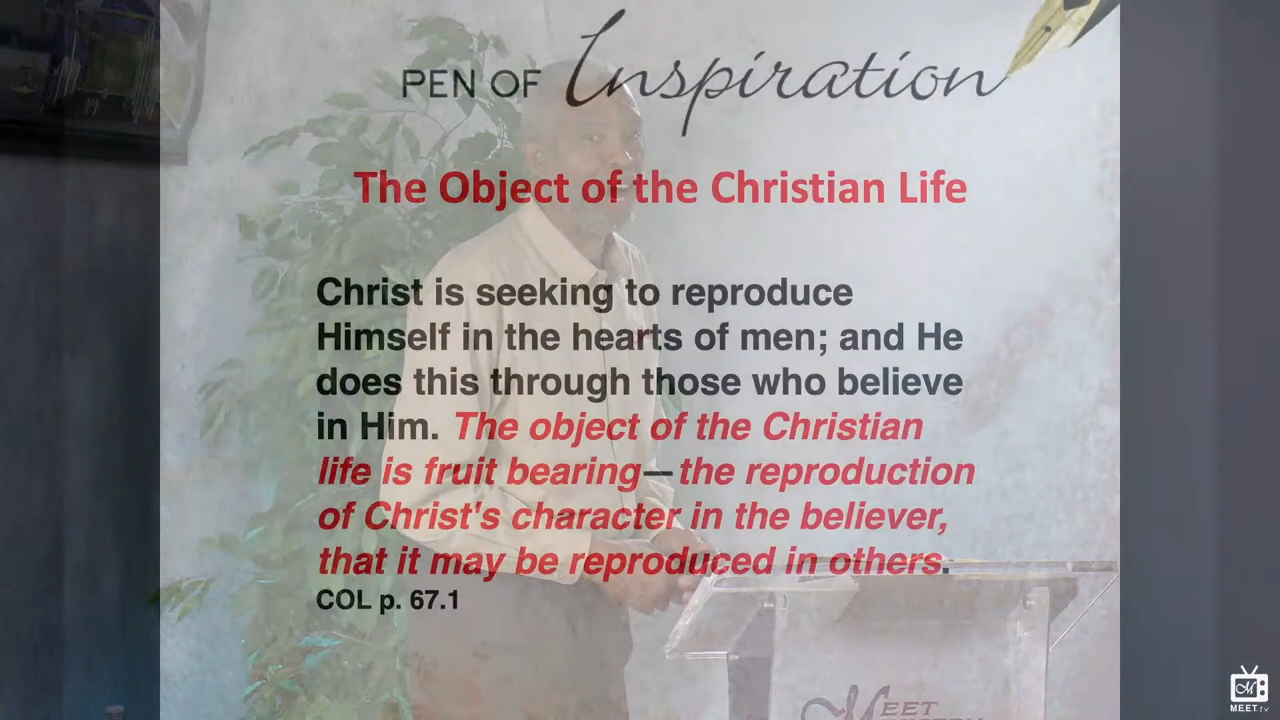 PEN OF Inspiration
The Object of the Christian Life
Christ is seeking to reproduce
Himself in the hearts of men; and He
does this through those who believe
in Him. The object of the Christian
life is fruit bearing—the reproduction
of Christ's character in the believer,
that it may be reproduced in others.
COL p. 67.1
MEET
MEET TV